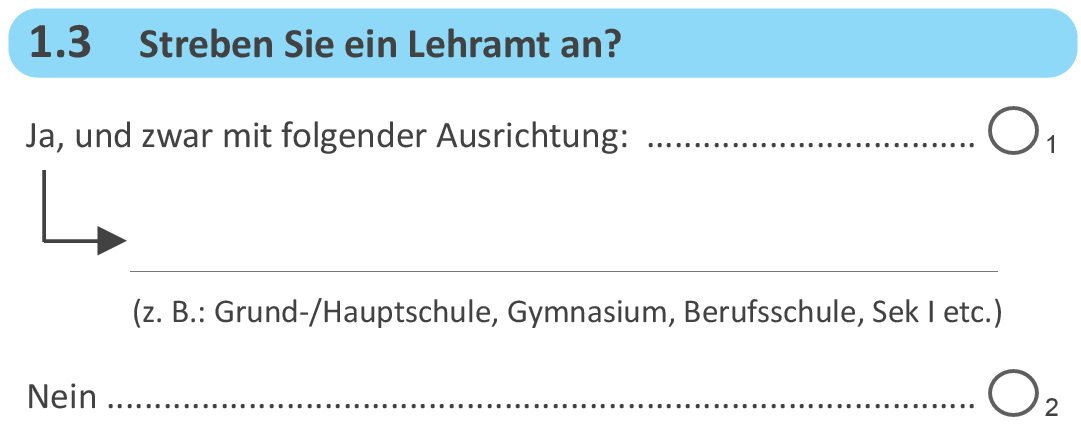 1.3 Streben Sie ein Lehramt an?
Ja, und zwar mit folgender Ausrichtung: ................................... 1
(z. B.: Grund-/Hauptschule, Gymnasium, Berufsschule, Sek I etc.)
Nein ............................................................................................. 2